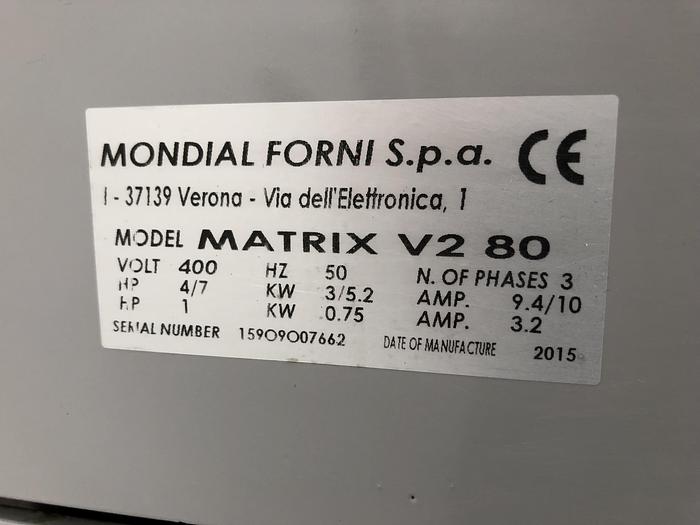 MONDIAL FORNI S.p.a. CE
I - 37139 Verona - Via dell'Elettronica, 1
MODEL MATRIX V2 80
VOLT 400 HZ 50 N. OF PHASES 3
HP 4/7 KW 3/5.2 AMP. 9.4/10
HP 1 KW 0.75 AMP. 3.2
SERIAL NUMBER 15909007662 DATE OF MANUFACTURE 2015